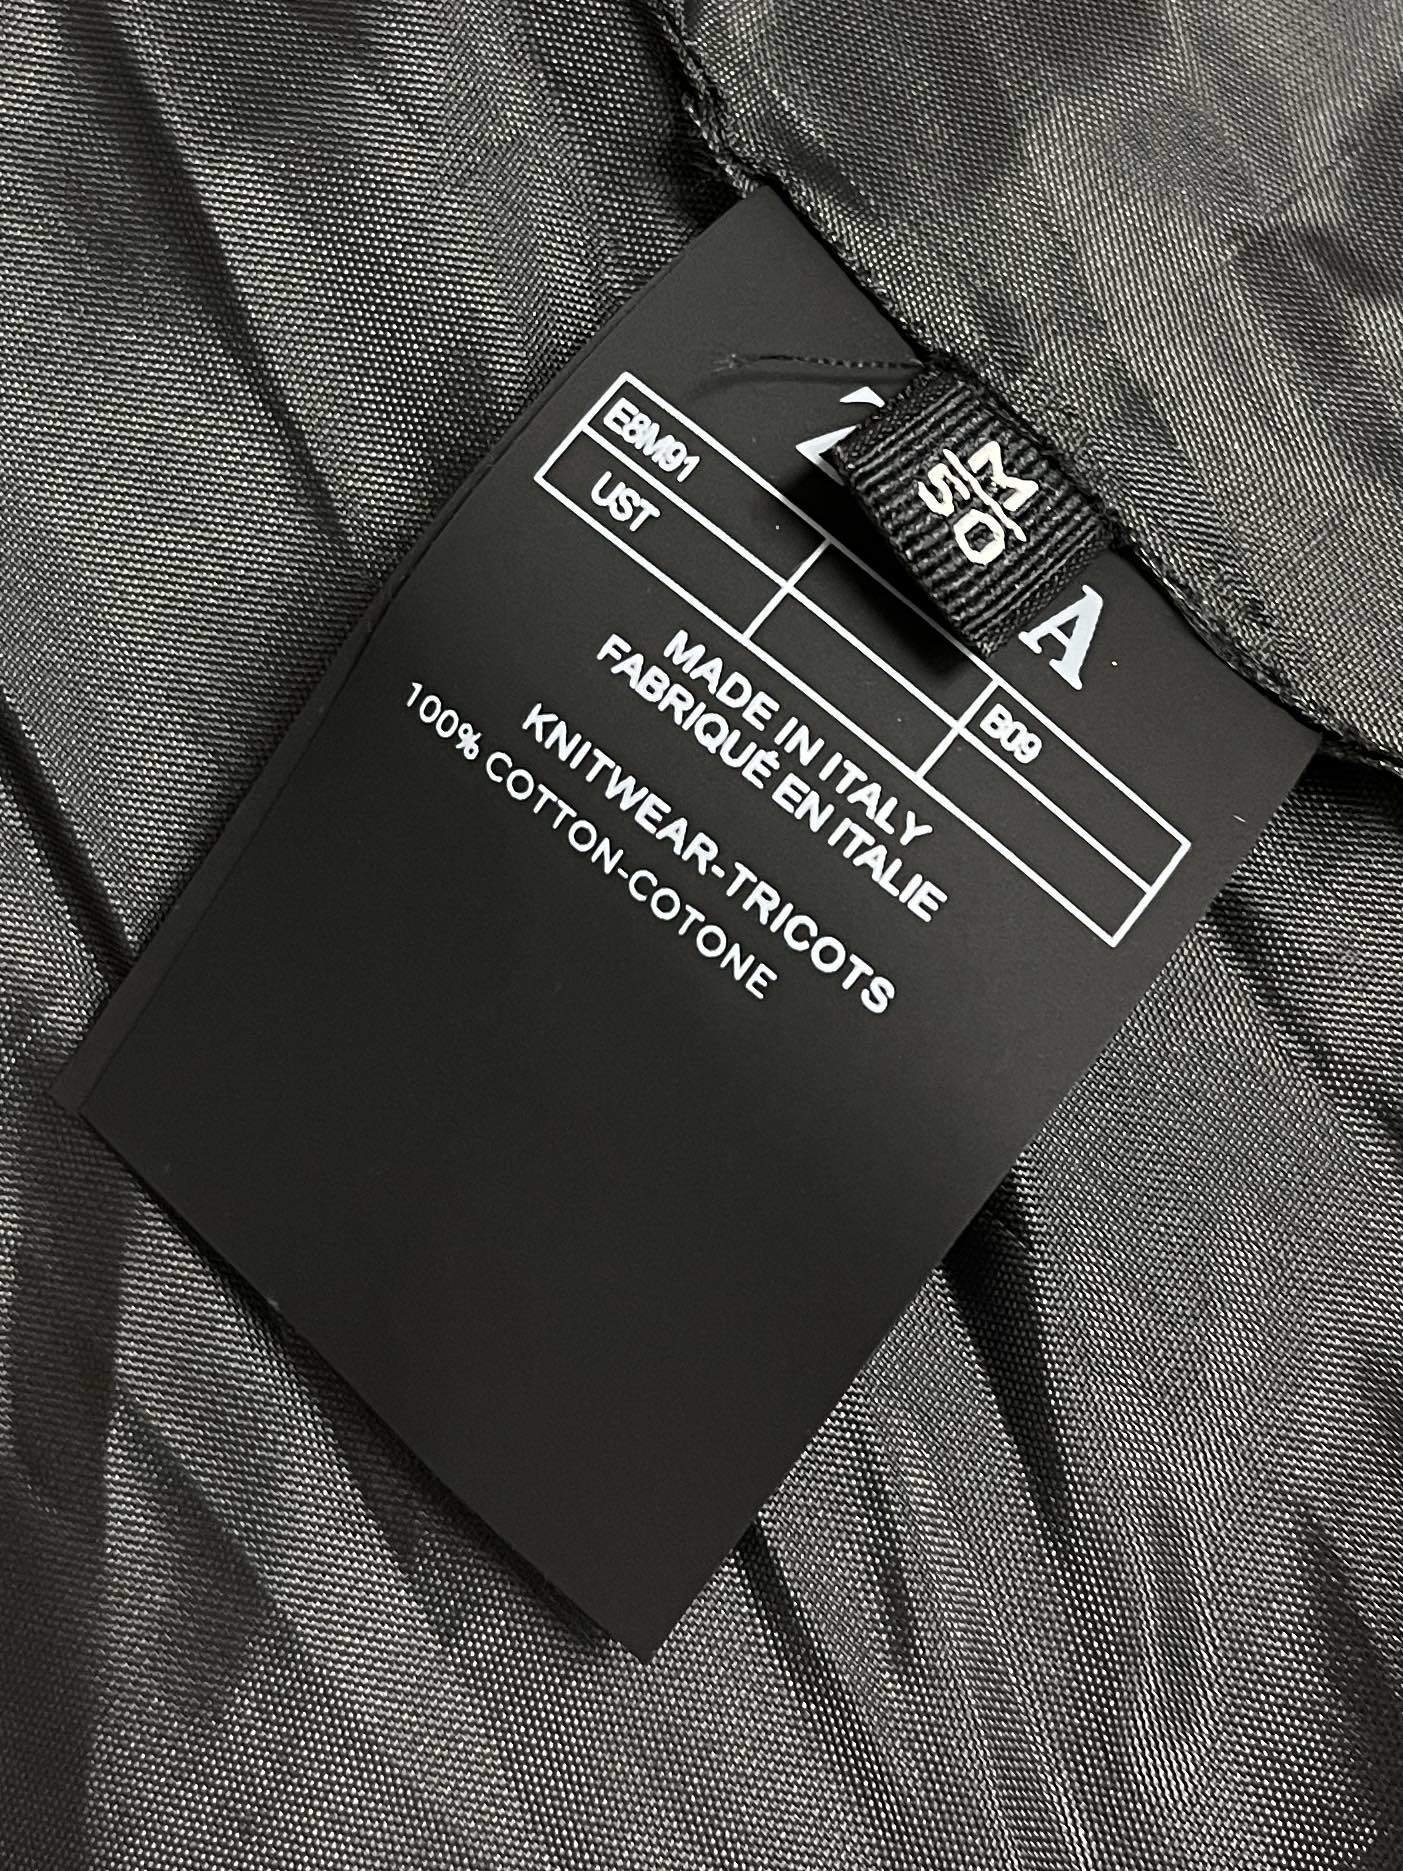 M
50
A
E8M91
B09
UST
MADE IN ITALY
FABRIQUÉ EN ITALIE
KNITWEAR-TRICOTS
100% COTTON-COTONE